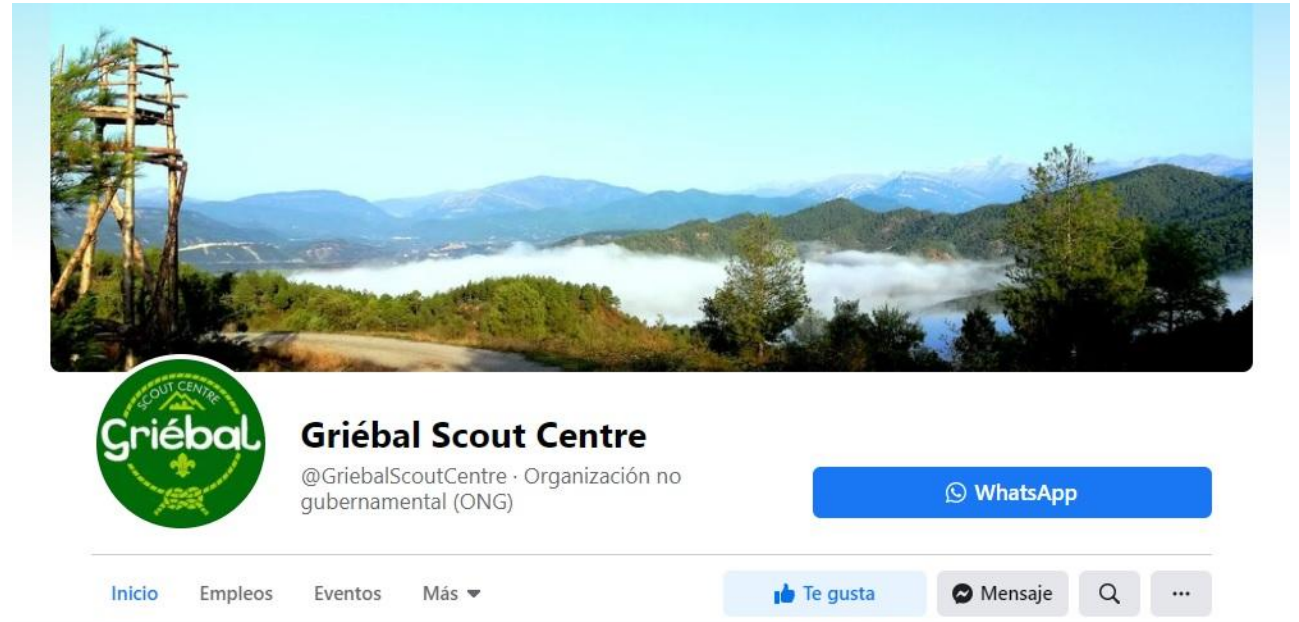 SCOUT CENTRE
Griébal
Griébal Scout Centre
@GriebalScoutCentre · Organización no
gubernamental (ONG)
WhatsApp
Inicio Empleos Eventos Más Te gusta Mensaje